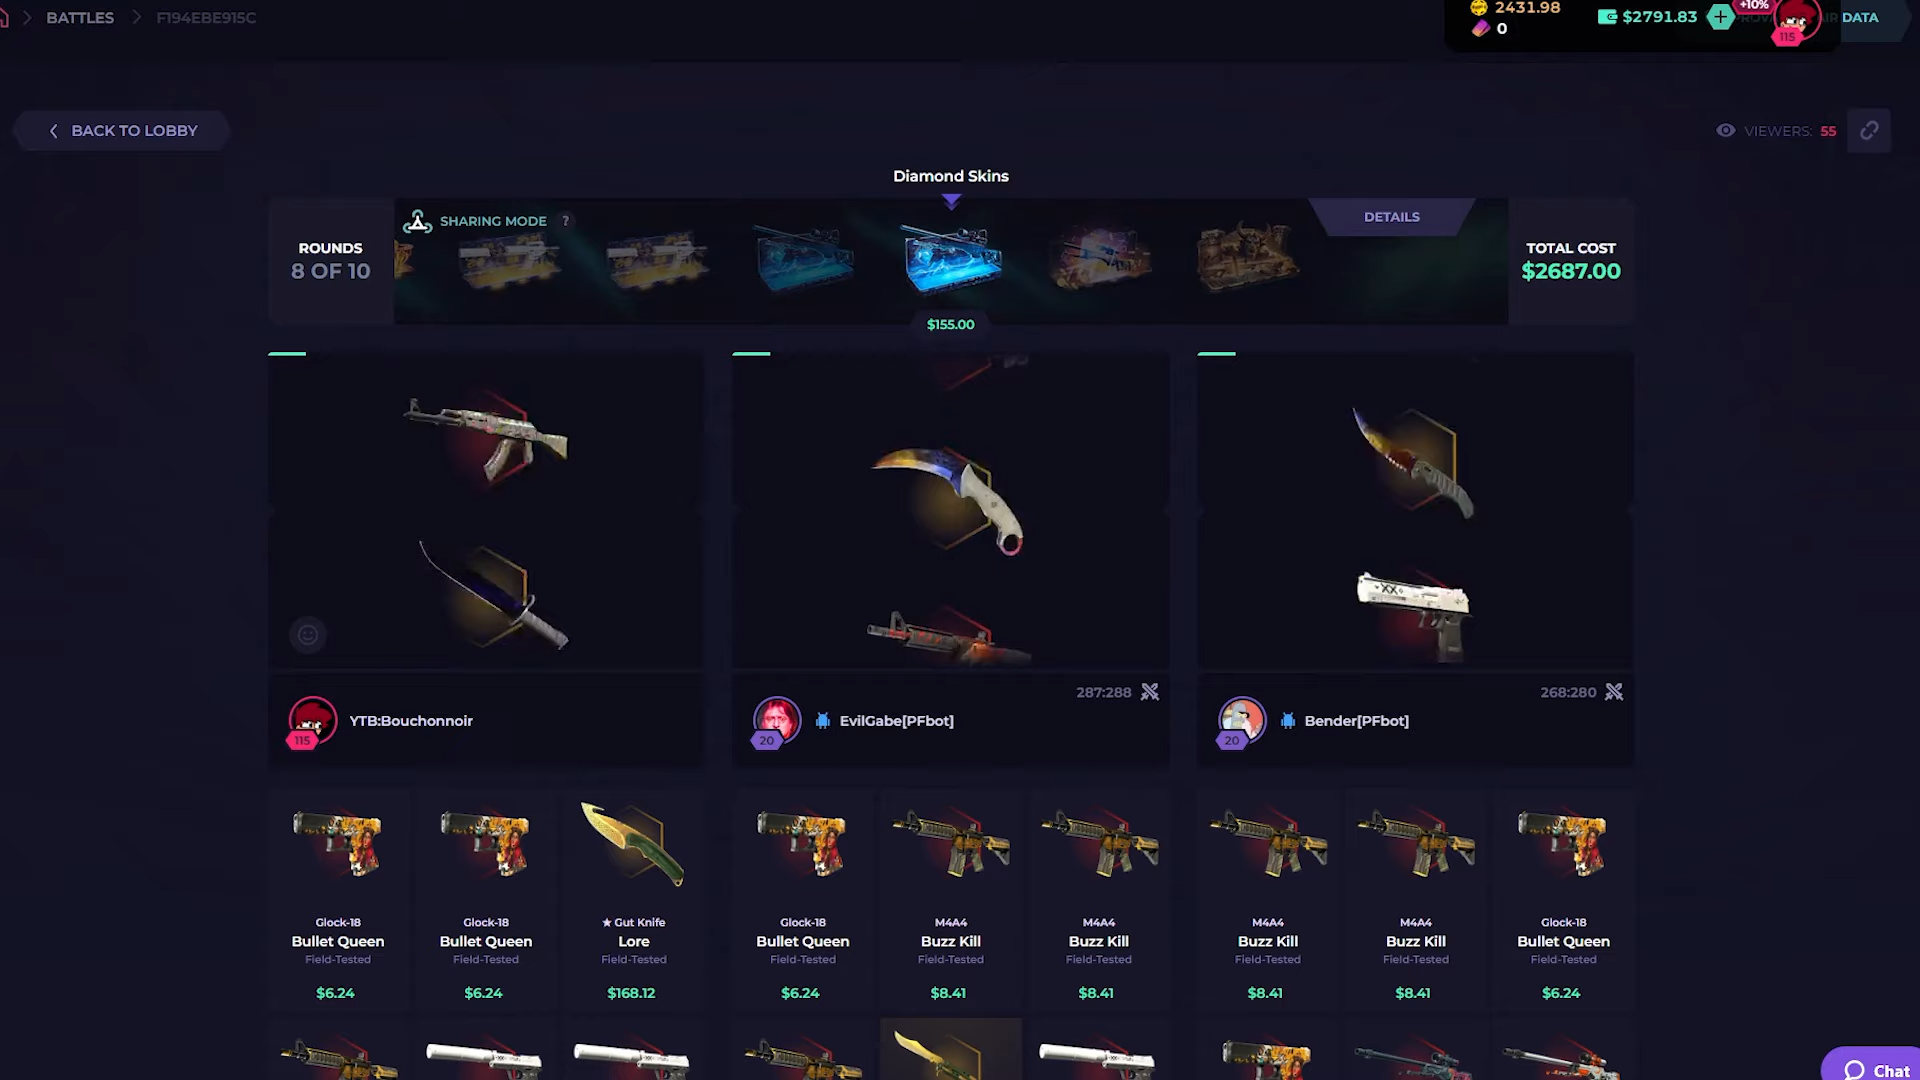 BATTLES
F194EBE915C
2431.98
0
$2791.83
+10%
115
DATA
BACK TO LOBBY
VIEWERS: 55
Diamond Skins
ROUNDS
8 OF 10
SHARING MODE ?
DETAILS
TOTAL COST
$2687.00
$155.00
115
YTB:Bouchonnoir
287:288
20
EvilGabe[PFbot]
268:280
20
Bender[PFbot]
Glock-18
Bullet Queen
Field-Tested
$6.24
Glock-18
Bullet Queen
Field-Tested
$6.24
★ Gut Knife
Lore
Field-Tested
$168.12
Glock-18
Bullet Queen
Field-Tested
$6.24
M4A4
Buzz Kill
Field-Tested
$8.41
M4A4
Buzz Kill
Field-Tested
$8.41
M4A4
Buzz Kill
Field-Tested
$8.41
M4A4
Buzz Kill
Field-Tested
$8.41
Glock-18
Bullet Queen
Field-Tested
$6.24
Chat